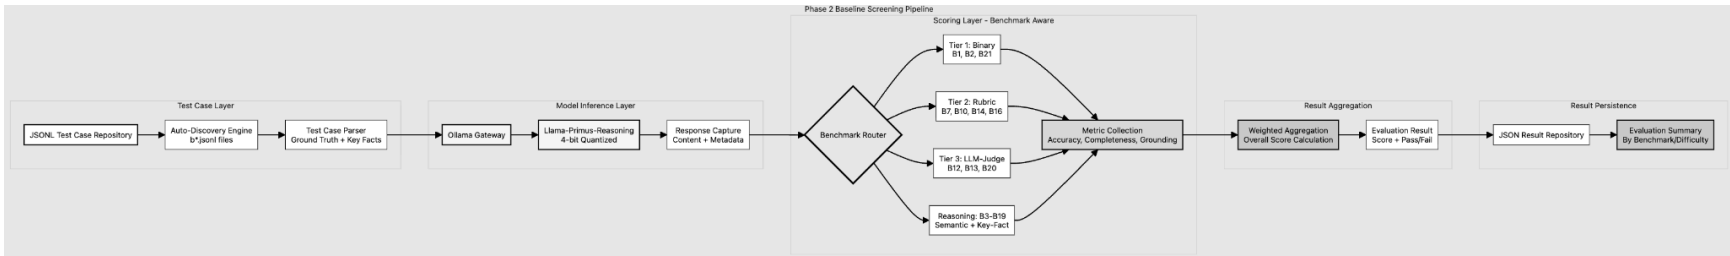 Phase 2 Baseline Screening Pipeline
Test Case Layer
JSONL Test Case Repository
Auto-Discovery Engine
b*.jsonl files
Test Case Parser
Ground Truth + Key Facts
Model Inference Layer
Ollama Gateway
Llama-Primus-Reasoning
4-bit Quantized
Response Capture
Content + Metadata
Scoring Layer - Benchmark Aware
Benchmark Router
Tier 1: Binary
B1, B2, B21
Tier 2: Rubric
B7, B10, B14, B16
Tier 3: LLM-Judge
B12, B13, B20
Reasoning: B3-B19
Semantic + Key-Fact
Metric Collection
Accuracy, Completeness, Grounding
Result Aggregation
Weighted Aggregation
Overall Score Calculation
Evaluation Result
Score + Pass/Fail
Result Persistence
JSON Result Repository
Evaluation Summary
By Benchmark/Difficulty